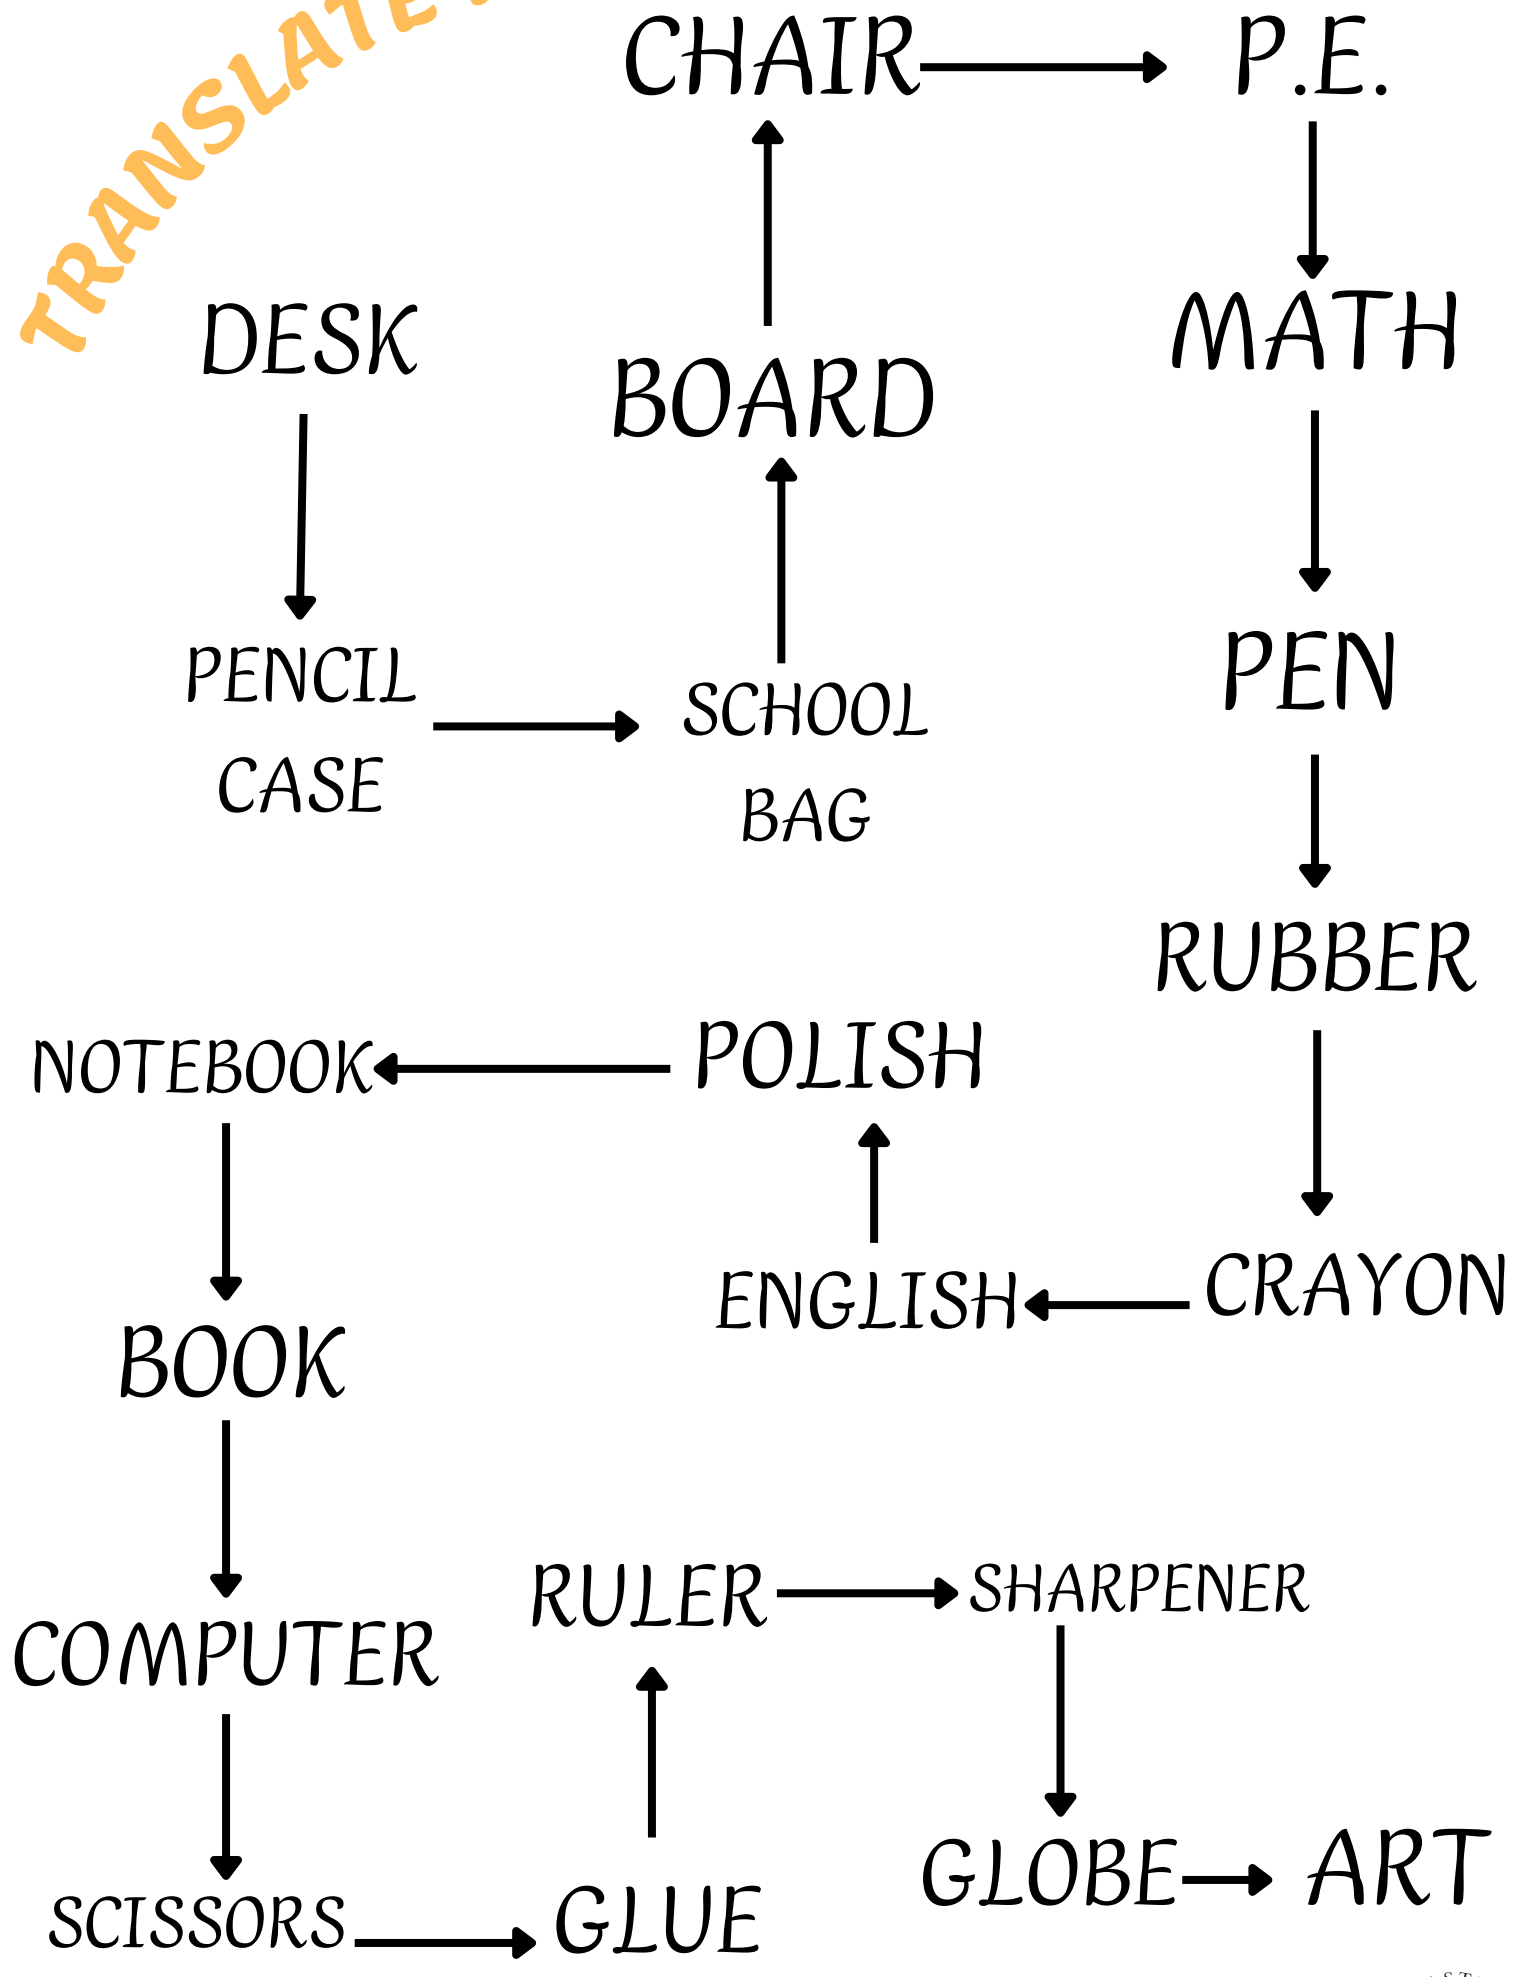 TRANSLATE
CHAIR
P.E.
DESK
BOARD
MATH
PENCIL
CASE
SCHOOL
BAG
PEN
RUBBER
NOTEBOOK
POLISH
ENGLISH
CRAYON
BOOK
COMPUTER
RULER
SHARPENER
SCISSORS
GLUE
GLOBE
ART